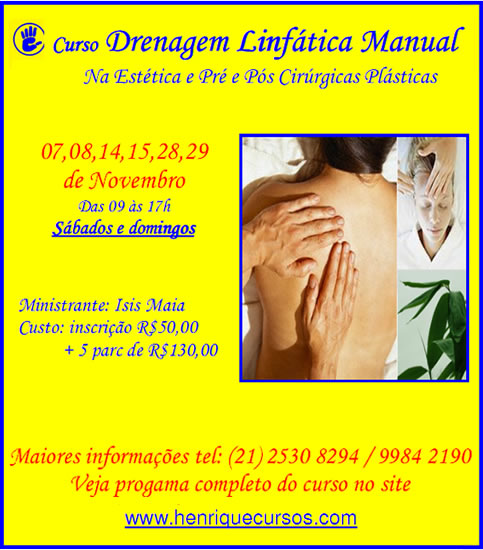 Curso Drenagem Linfática Manual
Na Estética e Pré e Pós Cirúrgicas Plásticas
07,08,14,15,28,29
de Novembro
Das 09 às 17h
Sábados e domingos
Ministrante: Isis Maia
Custo: inscrição R$50,00
+ 5 parc de R$130,00
Maiores informações tel: (21) 2530 8294 / 9984 2190
Veja progama completo do curso no site
www.henriquecursos.com